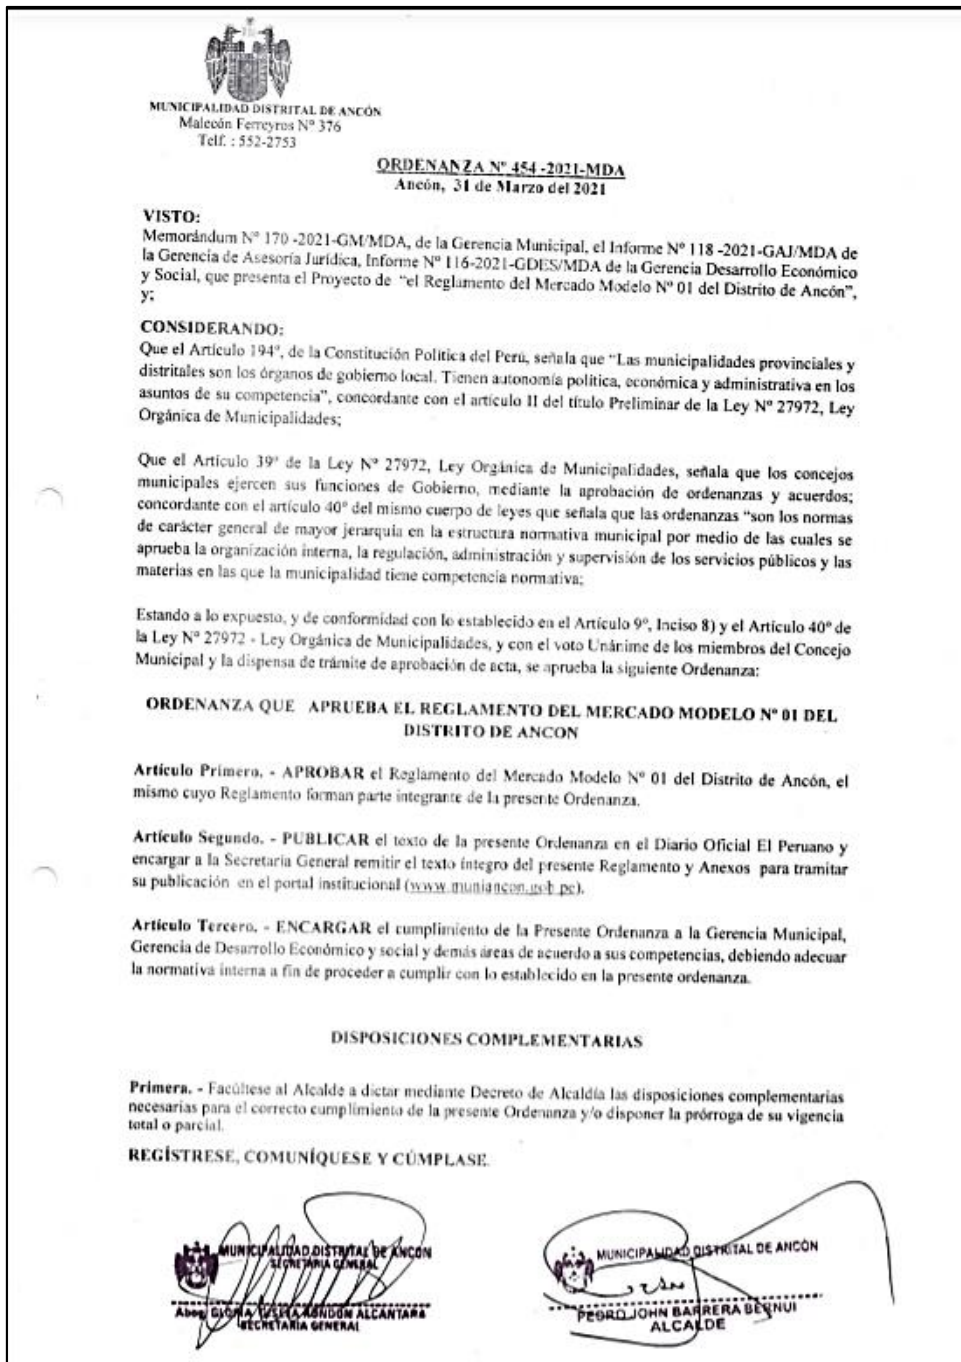 MUNICIPALIDAD DISTRITAL DE ANCÓN
Malecón Ferreyros Nº 376
Telf. : 552-2753
ORDENANZA Nº 454 -2021-MDA
Ancón, 31 de Marzo del 2021
VISTO:
Memorándum Nº 170 -2021-GM/MDA, de la Gerencia Municipal, el Informe Nº 118 -2021-GAJ/MDA de
la Gerencia de Asesoría Jurídica, Informe Nº 116-2021-GDES/MDA de la Gerencia Desarrollo Económico
y Social, que presenta el Proyecto de “el Reglamento del Mercado Modelo Nº 01 del Distrito de Ancón”,
y;
CONSIDERANDO:
Que el Artículo 194º, de la Constitución Política del Perú, señala que “Las municipalidades provinciales y
distritales son los órganos de gobierno local. Tienen autonomía política, económica y administrativa en los
asuntos de su competencia”, concordante con el artículo II del título Preliminar de la Ley Nº 27972, Ley
Orgánica de Municipalidades;
Que el Artículo 39º de la Ley Nº 27972, Ley Orgánica de Municipalidades, señala que los concejos
municipales ejercen sus funciones de Gobierno, mediante la aprobación de ordenanzas y acuerdos;
concordante con el artículo 40º del mismo cuerpo de leyes que señala que las ordenanzas “son los normas
de carácter general de mayor jerarquía en la estructura normativa municipal por medio de las cuales se
aprueba la organización interna, la regulación, administración y supervisión de los servicios públicos y las
materias en las que la municipalidad tiene competencia normativa;
Estando a lo expuesto, y de conformidad con lo establecido en el Artículo 9º, Inciso 8) y el Artículo 40º de
la Ley Nº 27972 - Ley Orgánica de Municipalidades, y con el voto Unánime de los miembros del Concejo
Municipal y la dispensa de trámite de aprobación de acta, se aprueba la siguiente Ordenanza:
ORDENANZA QUE APRUEBA EL REGLAMENTO DEL MERCADO MODELO Nº 01 DEL
DISTRITO DE ANCON
Artículo Primero. - APROBAR el Reglamento del Mercado Modelo Nº 01 del Distrito de Ancón, el
mismo cuyo Reglamento forman parte integrante de la presente Ordenanza.
Artículo Segundo. - PUBLICAR el texto de la presente Ordenanza en el Diario Oficial El Peruano y
encargar a la Secretaria General remitir el texto íntegro del presente Reglamento y Anexos para tramitar
su publicación en el portal institucional (www.muniancon.gob.pe).
Artículo Tercero. - ENCARGAR el cumplimiento de la Presente Ordenanza a la Gerencia Municipal,
Gerencia de Desarrollo Económico y social y demás áreas de acuerdo a sus competencias, debiendo adecuar
la normativa interna a fin de proceder a cumplir con lo establecido en la presente ordenanza.
DISPOSICIONES COMPLEMENTARIAS
Primera. - Facúltese al Alcalde a dictar mediante Decreto de Alcaldía las disposiciones complementarias
necesarias para el correcto cumplimiento de la presente Ordenanza y/o disponer la prórroga de su vigencia
total o parcial.
REGÍSTRESE, COMUNÍQUESE Y CÚMPLASE.
MUNICIPALIDAD DISTRITAL DE ANCON
SECRETARIA GENERAL
Abog. GLORIA RONDON ALCANTARA
SECRETARIA GENERAL
MUNICIPALIDAD DISTRITAL DE ANCÓN
PEDRO JOHN BARRERA BERNUI
ALCALDE